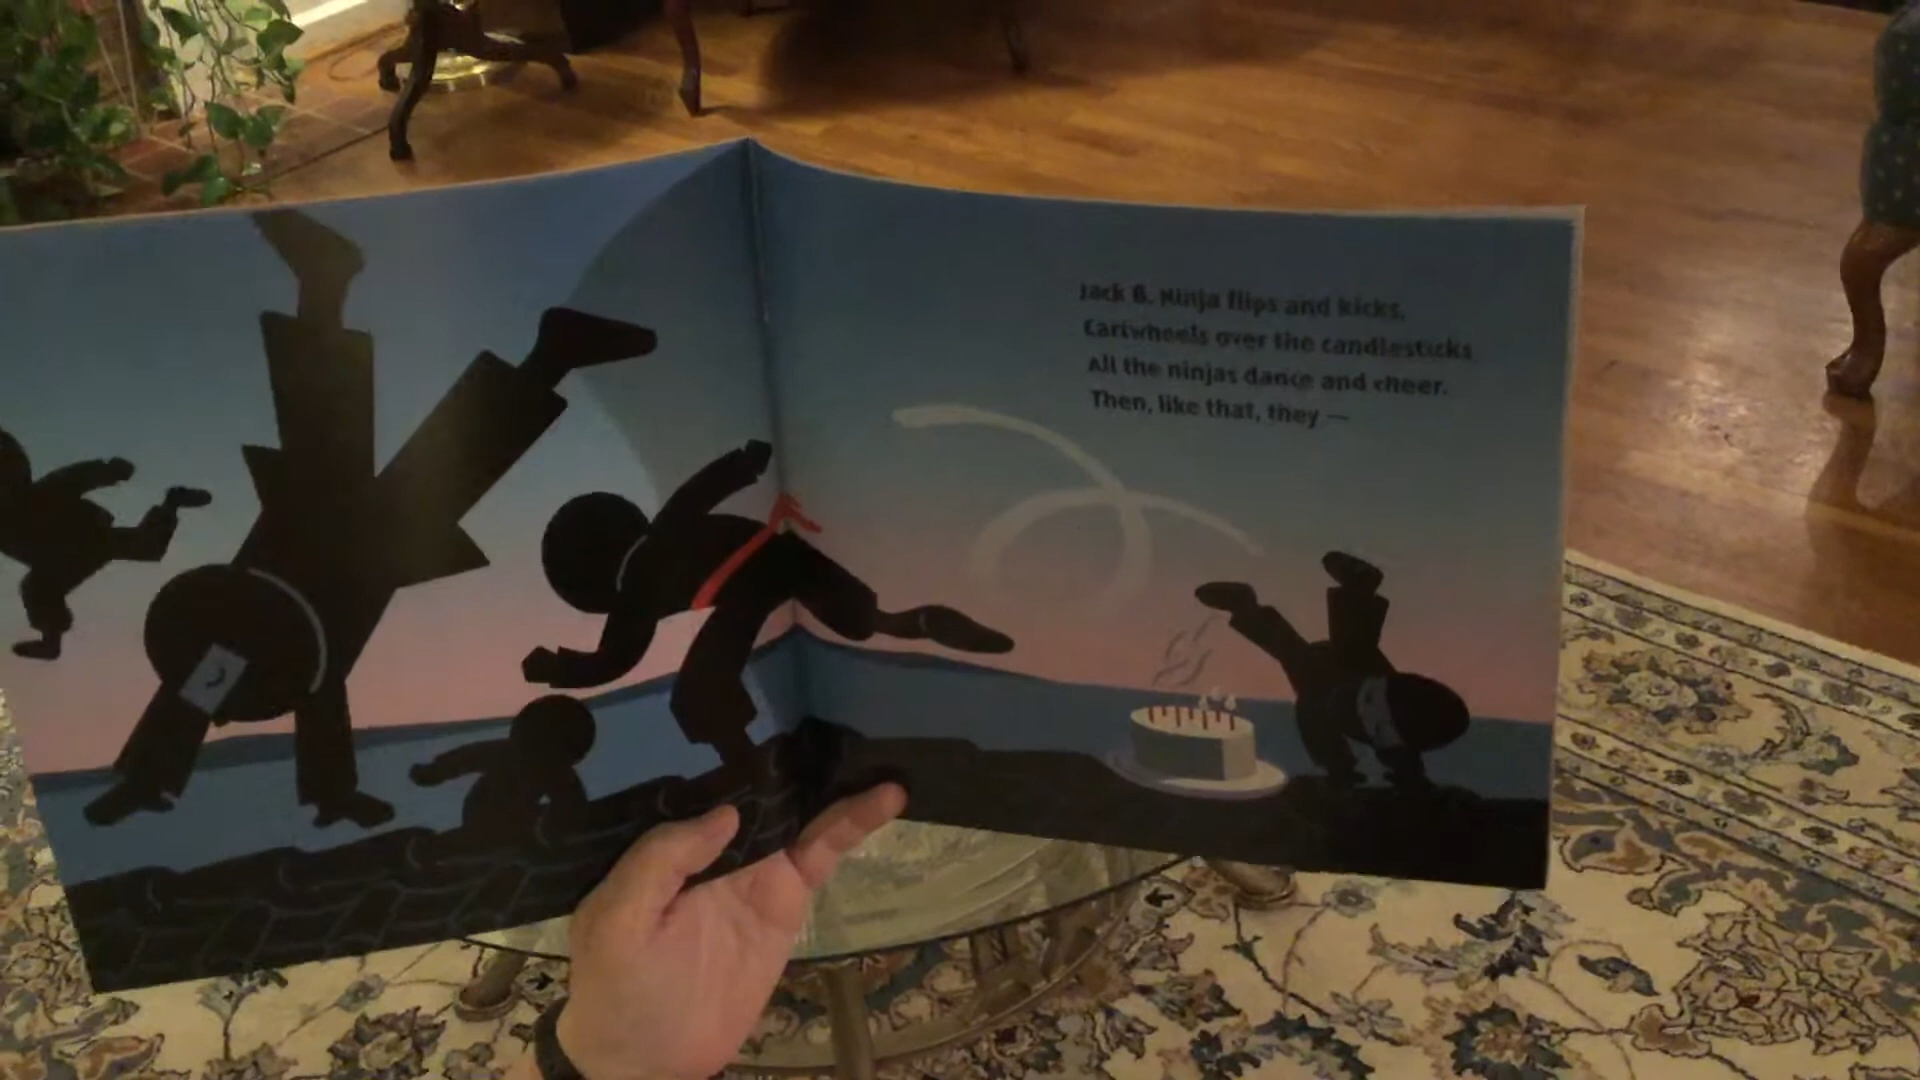 Jack B. Ninja flips and kicks,
Cartwheels over the candlesticks
All the ninjas dance and cheer.
Then, like that, they —